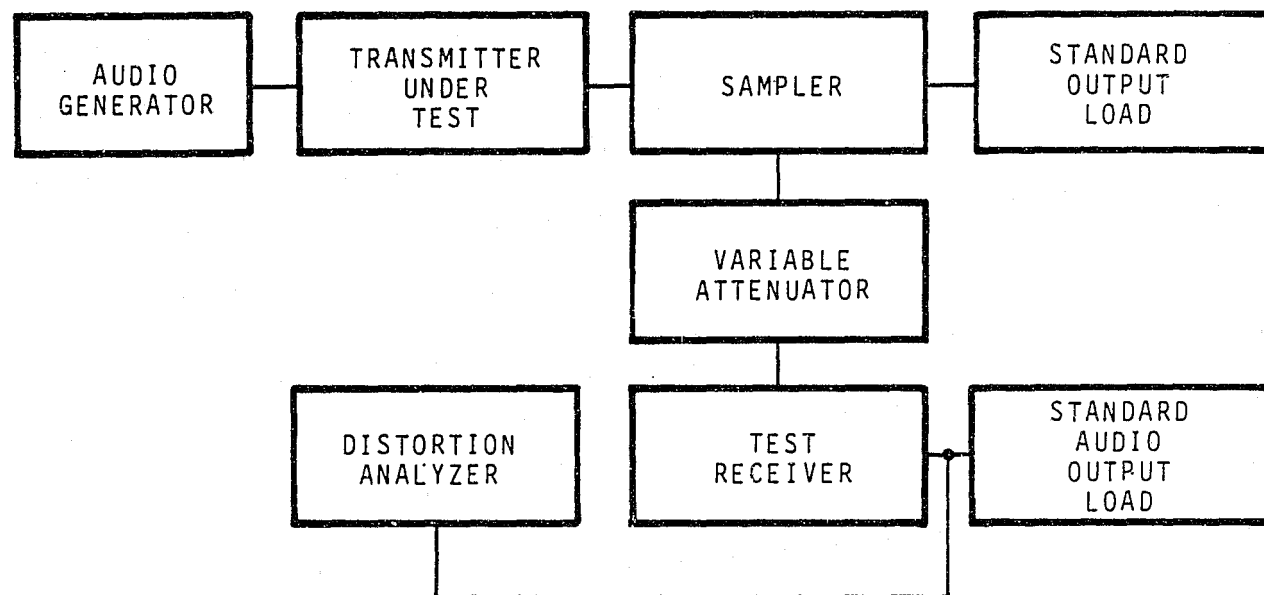 AUDIO
GENERATOR
TRANSMITTER
UNDER
TEST
SAMPLER
STANDARD
OUTPUT
LOAD
VARIABLE
ATTENUATOR
DISTORTION
ANALYZER
TEST
RECEIVER
STANDARD
AUDIO
OUTPUT
LOAD